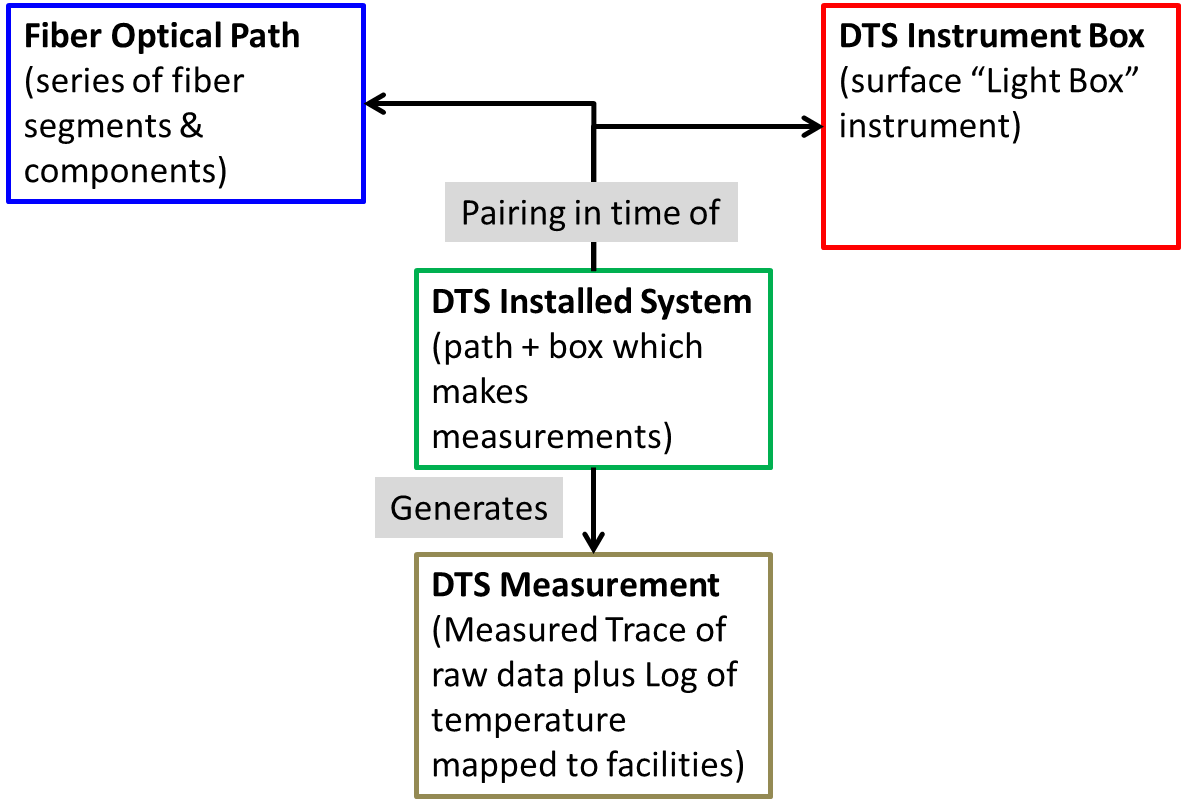 Fiber Optical Path
(series of fiber
segments &
components)
DTS Instrument Box
(surface “Light Box”
instrument)
Pairing in time of
DTS Installed System
(path + box which
makes
measurements)
Generates
DTS Measurement
(Measured Trace of
raw data plus Log of
temperature
mapped to facilities)